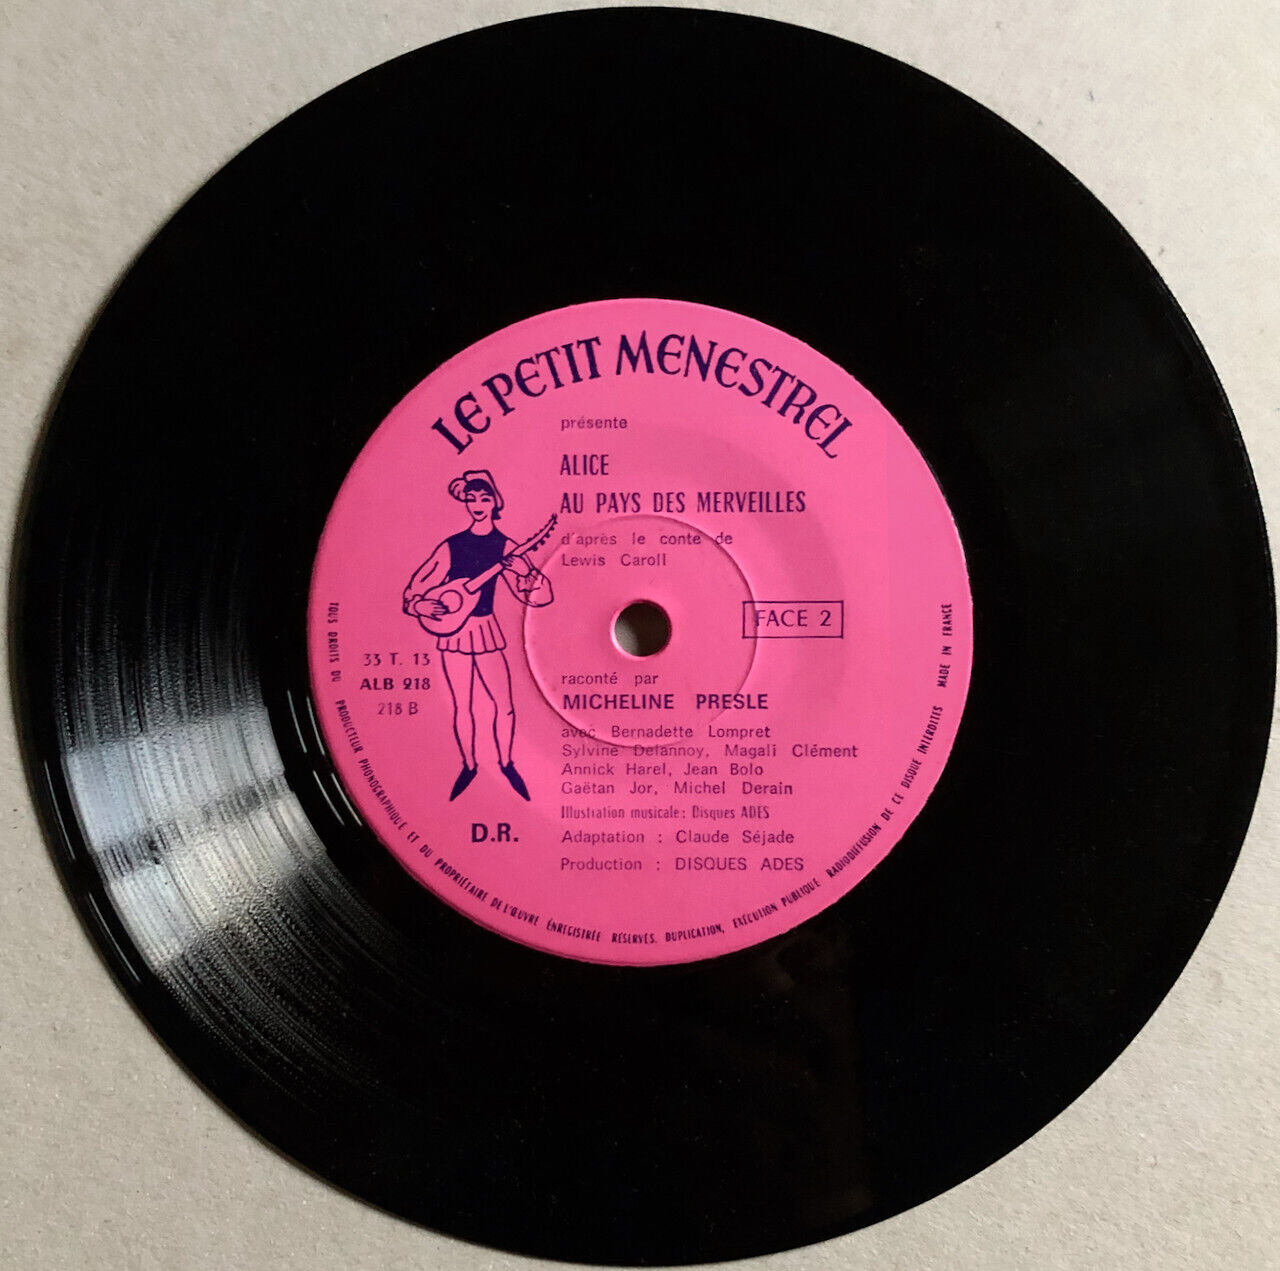 LE PETIT MENESTREL
présente
ALICE
AU PAYS DES MERVEILLES
d'après le conte de
Lewis Caroll
FACE 2
33 T. 13
ALB 218
218 B
raconté par
MICHELINE PRESLE
avec Bernadette Lompret
Sylvine Delannoy, Magali Clément
Annick Harel, Jean Bolo
Gaëtan Jor, Michel Derain
Illustration musicale : Disques ADES
Adaptation : Claude Séjade
Production : DISQUES ADES
D.R.
TOUS DROITS DU PRODUCTEUR PHONOGRAPHIQUE ET DU PROPRIÉTAIRE DE L'ŒUVRE ENREGISTRÉE RÉSERVÉS. DUPLICATION, EXÉCUTION PUBLIQUE RADIODIFFUSION DE CE DISQUE INTERDITES MADE IN FRANCE